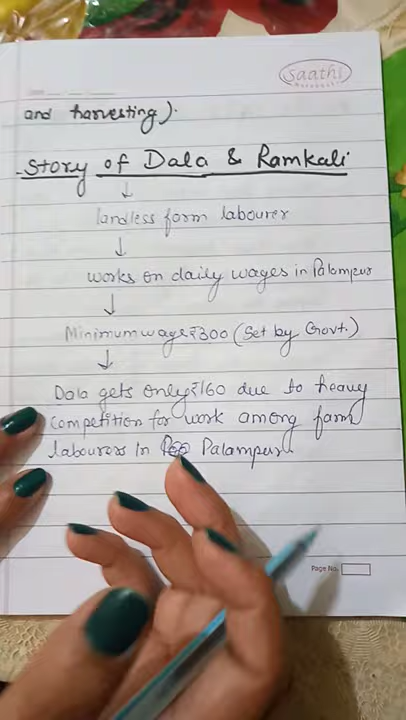 Saathi
and harvesting).
Story of Dala & Ramkali
↓
landless farm labourer
↓
works on daily wages in Palampur
↓
Minimum wage ₹300 (Set by Govt.)
↓
Dala gets only ₹160 due to heavy
competition for work among farm
labourers in Palampur.
Page No.